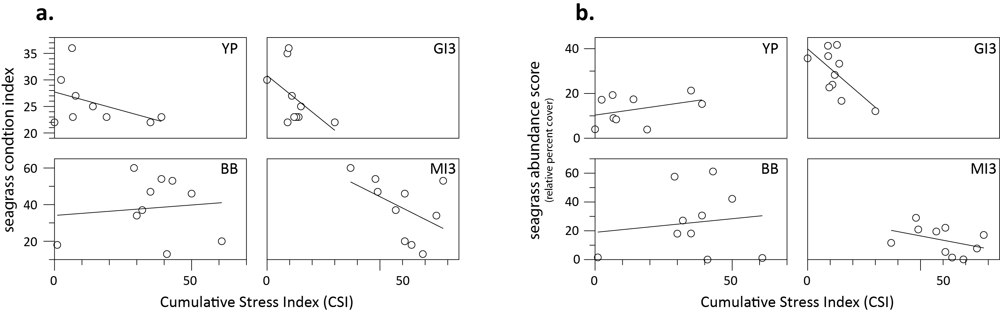 a.
seagrass condtion index
YP
GI3
35
30
25
20
BB
MI3
60
40
20
0
50
0
50
Cumulative Stress Index (CSI)
b.
seagrass abundance score
(relative percent cover)
YP
GI3
40
20
0
BB
MI3
60
40
20
0
0
50
0
50
Cumulative Stress Index (CSI)